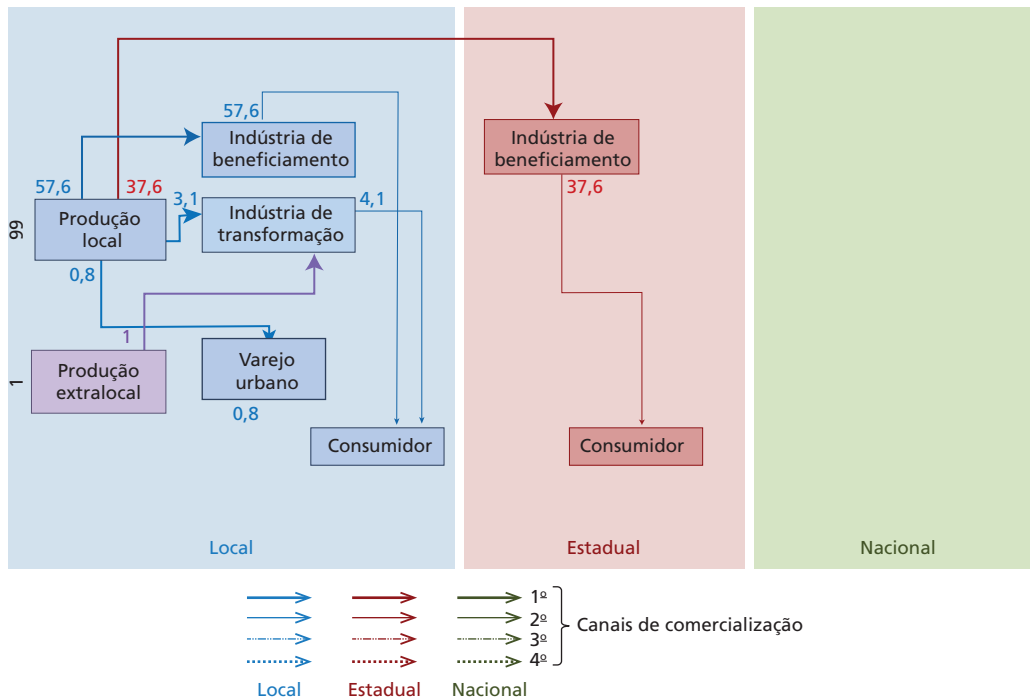 57,6
Indústria de
beneficiamento
Indústria de
beneficiamento
57,6
37,6
3,1
4,1
37,6
99
Produção
local
Indústria de
transformação
0,8
1
1
Produção
extralocal
Varejo
urbano
0,8
Consumidor
Consumidor
Local
Estadual
Nacional
1º
2º
3º
4º
Canais de comercialização
Local
Estadual
Nacional